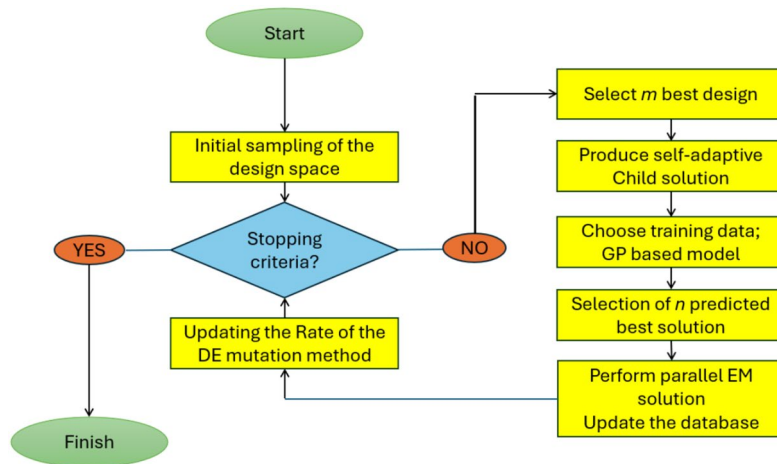 Start
Initial sampling of the
design space
Stopping
criteria?
YES
NO
Updating the Rate of the
DE mutation method
Finish
Select m best design
Produce self-adaptive
Child solution
Choose training data;
GP based model
Selection of n predicted
best solution
Perform parallel EM
solution
Update the database